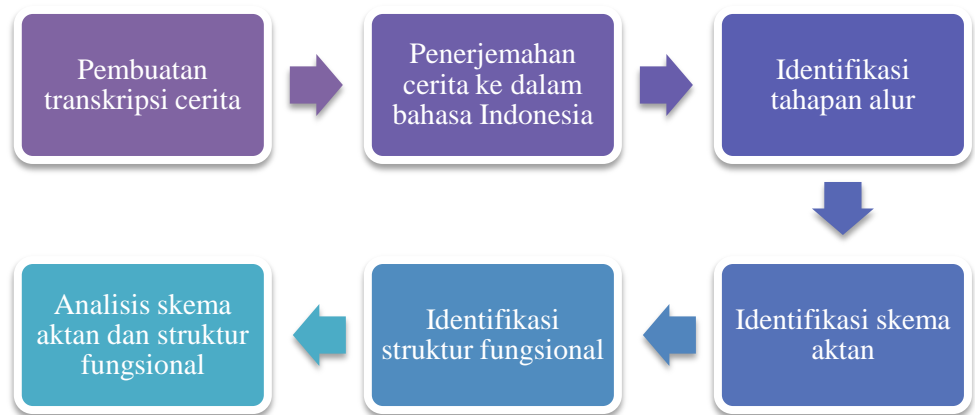 Pembuatan
transkripsi cerita
Penerjemahan
cerita ke dalam
bahasa Indonesia
Identifikasi
tahapan alur
Identifikasi skema
aktan
Identifikasi
struktur fungsional
Analisis skema
aktan dan struktur
fungsional